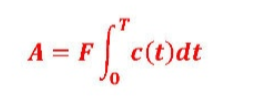 A = F ∫₀ᵀ c(t)dt